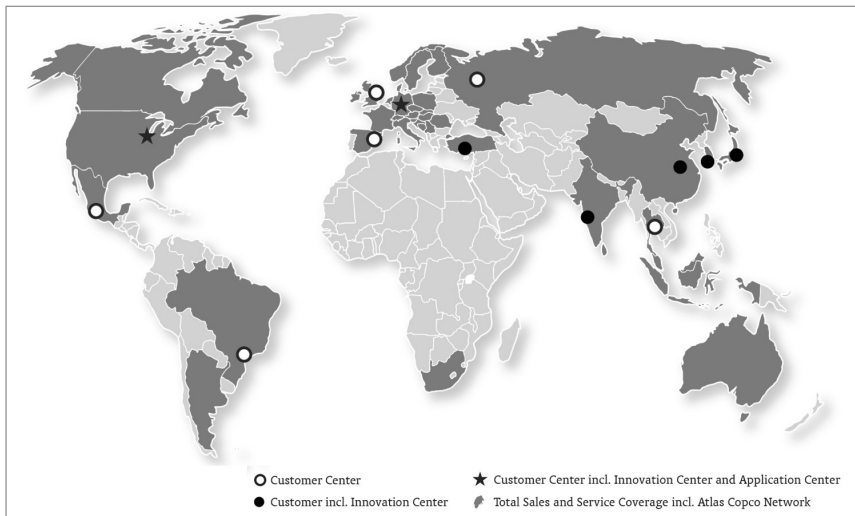 Customer Center
Customer Center incl. Innovation Center and Application Center
Customer incl. Innovation Center
Total Sales and Service Coverage incl. Atlas Copco Network